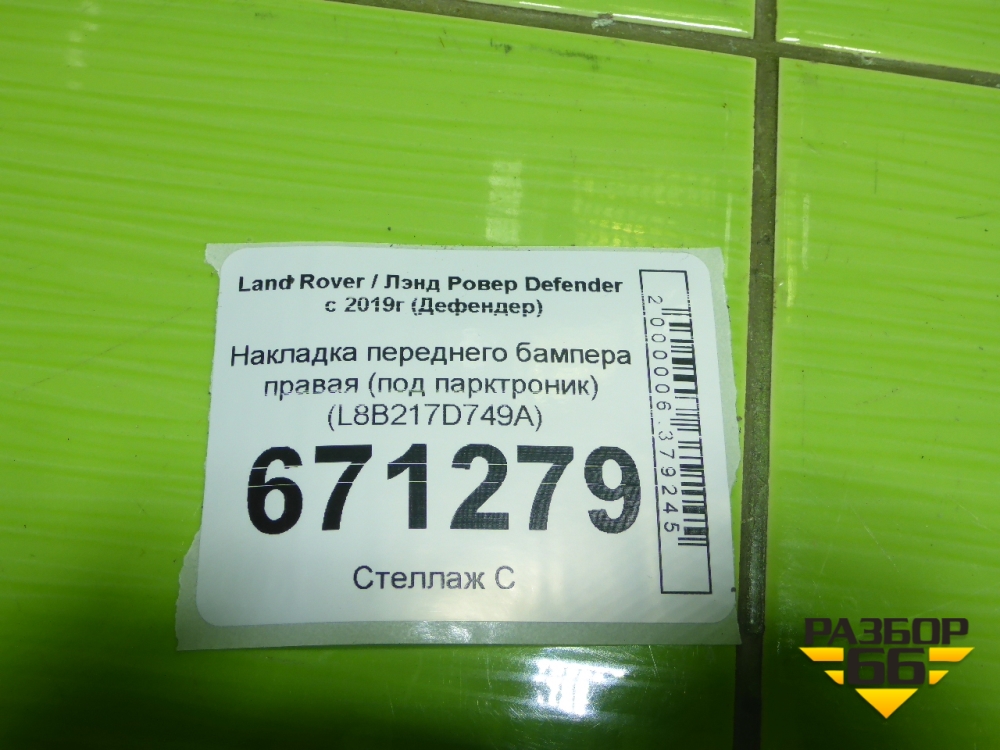 Land Rover / Лэнд Ровер Defender
с 2019г (Дефендер)
Накладка переднего бампера
правая (под парктроник)
(L8B217D749A)
671279
Стеллаж С
2000006379245
РАЗБОР
66